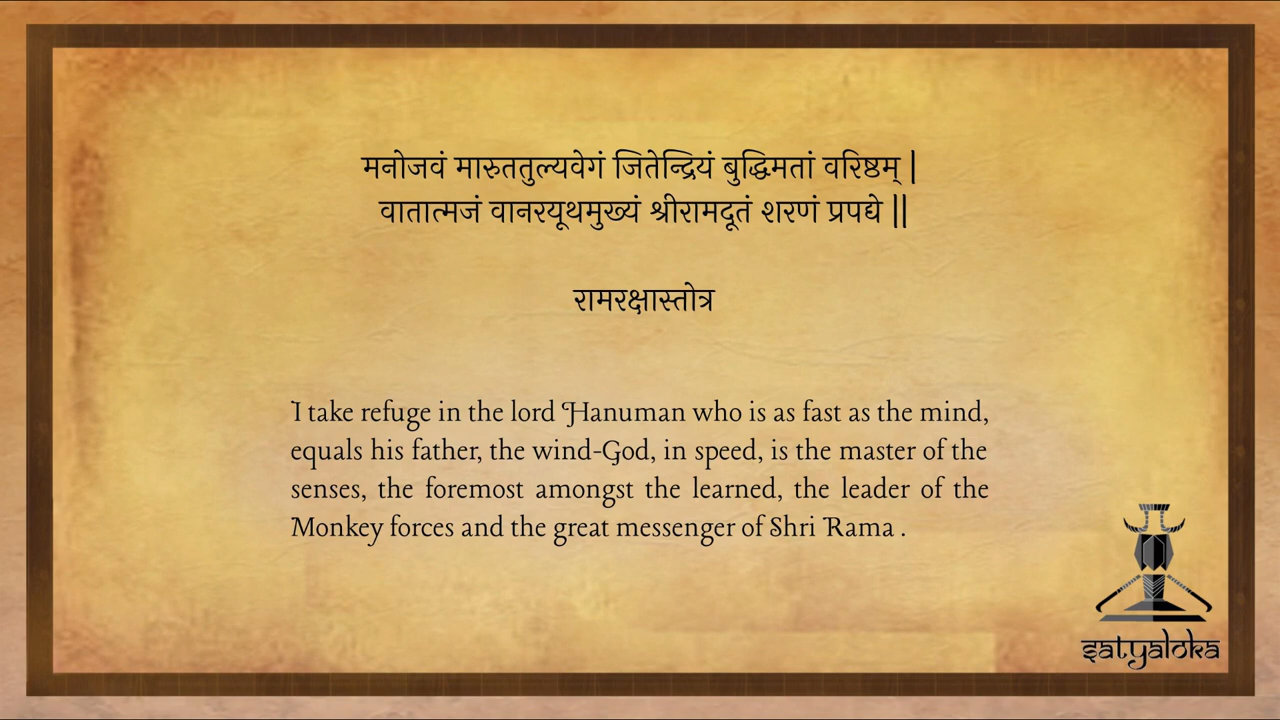 मनोजवं मारुततुल्यवेगं जितेन्द्रियं बुद्धिमतां वरिष्ठम् |
वातात्मजं वानरयूथमुख्यं श्रीरामदूतं शरणं प्रपद्ये ||
रामरक्षास्तोत्र
I take refuge in the lord Hanuman who is as fast as the mind,
equals his father, the wind-God, in speed, is the master of the
senses, the foremost amongst the learned, the leader of the
Monkey forces and the great messenger of Shri Rama .
satyaloka